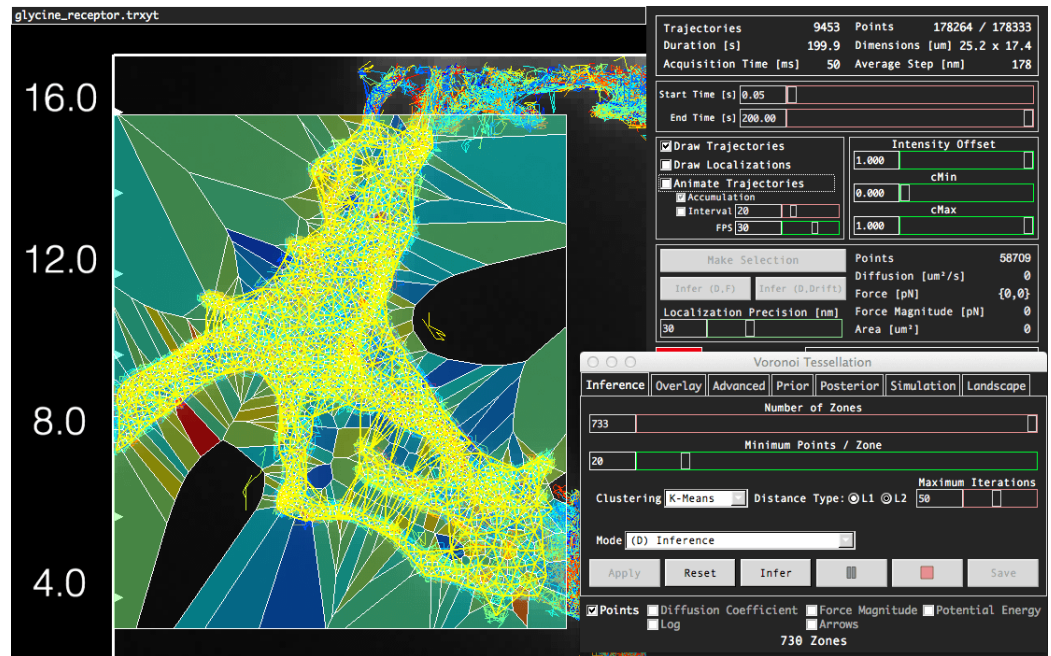 glycine_receptor.trxyt
16.0
12.0
8.0
4.0
Trajectories 9453 Points 178264 / 178333
Duration [s] 199.9 Dimensions [um] 25.2 x 17.4
Acquisition Time [ms] 50 Average Step [nm] 178
Start Time [s] 0.05
End Time [s] 200.00
Draw Trajectories
Draw Localizations
Animate Trajectories
Accumulation
Interval 20
FPS 30
Intensity Offset
1.000
cMin
0.000
cMax
1.000
Make Selection
Infer (D,F) Infer (D,Drift)
Localization Precision [nm]
30
Points 58709
Diffusion [um²/s] 0
Force [pN] {0,0}
Force Magnitude [pN] 0
Area [um²] 0
Voronoi Tessellation
Inference Overlay Advanced Prior Posterior Simulation Landscape
Number of Zones
733
Minimum Points / Zone
20
Maximum Iterations
Clustering K-Means Distance Type: L1 L2 50
Mode (D) Inference
Apply Reset Infer Save
Points Diffusion Coefficient Force Magnitude Potential Energy
Log Arrows
730 Zones